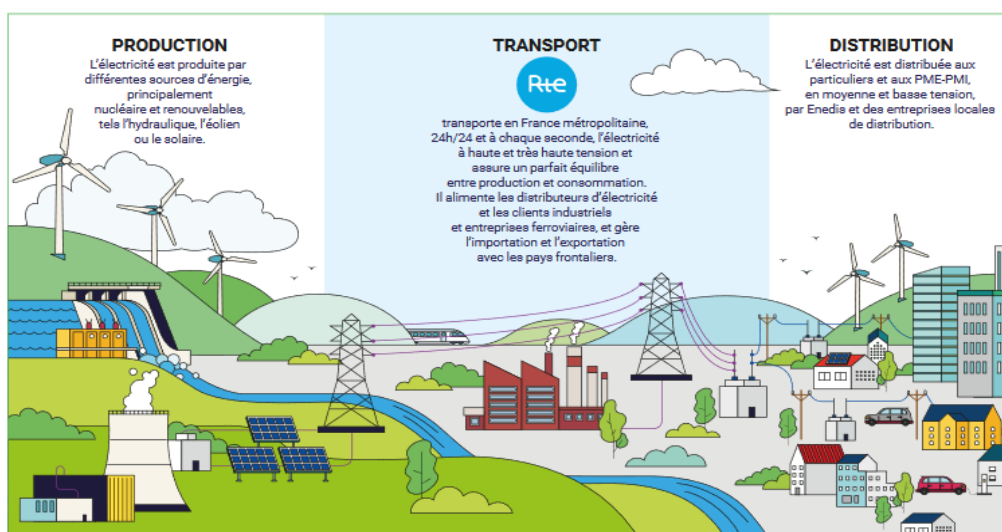 PRODUCTION
L'électricité est produite par
différentes sources d'énergie,
principalement
nucléaire et renouvelables,
tels l'hydraulique, l'éolien
ou le solaire.
TRANSPORT
Rte
transporte en France métropolitaine,
24h/24 et à chaque seconde, l'électricité
à haute et très haute tension et
assure un parfait équilibre
entre production et consommation.
Il alimente les distributeurs d'électricité
et les clients industriels
et entreprises ferroviaires, et gère
l'importation et l'exportation
avec les pays frontaliers.
DISTRIBUTION
L'électricité est distribuée aux
particuliers et aux PME-PMI,
en moyenne et basse tension,
par Enedis et des entreprises locales
de distribution.